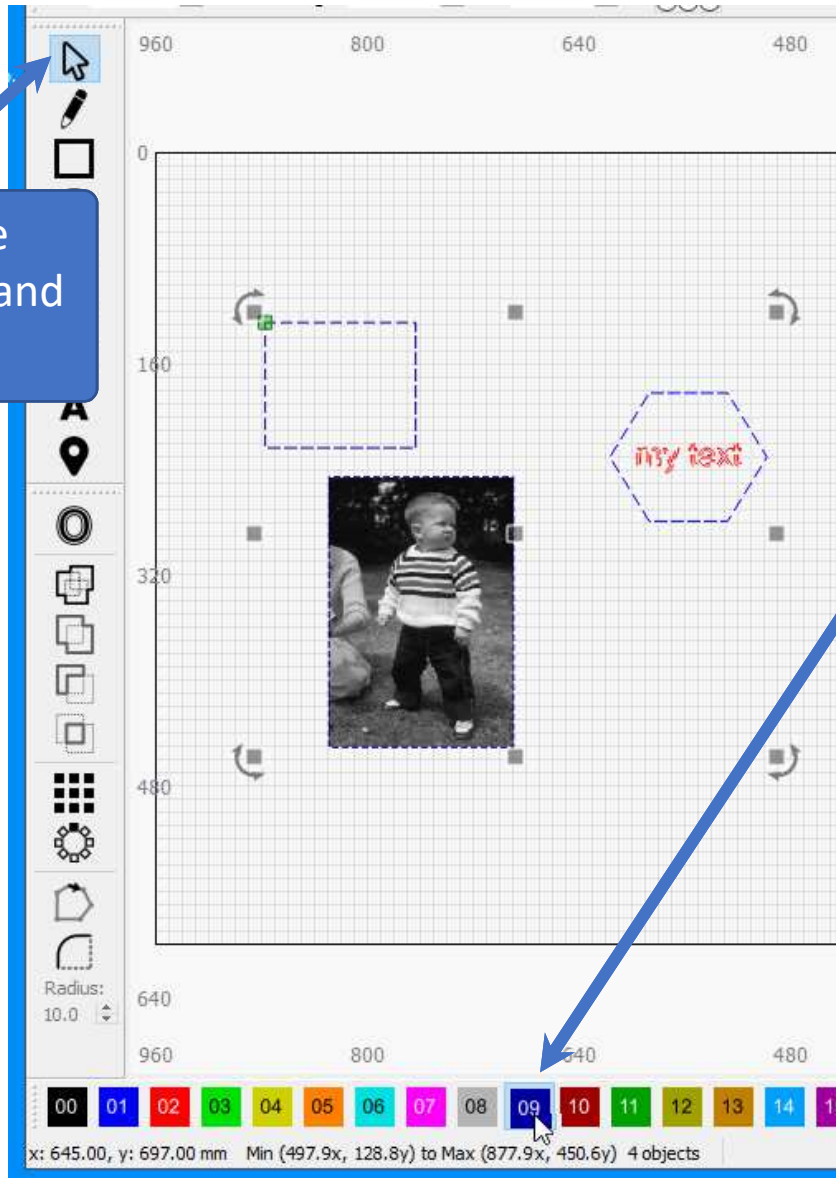 960 800 640 480
0
e
and
160
A
my text
320
480
Radius:
10.0
640
960 800 640 480
00 01 02 03 04 05 06 07 08 09 10 11 12 13 14 1
x: 645.00, y: 697.00 mm Min (497.9x, 128.8y) to Max (877.9x, 450.6y) 4 objects